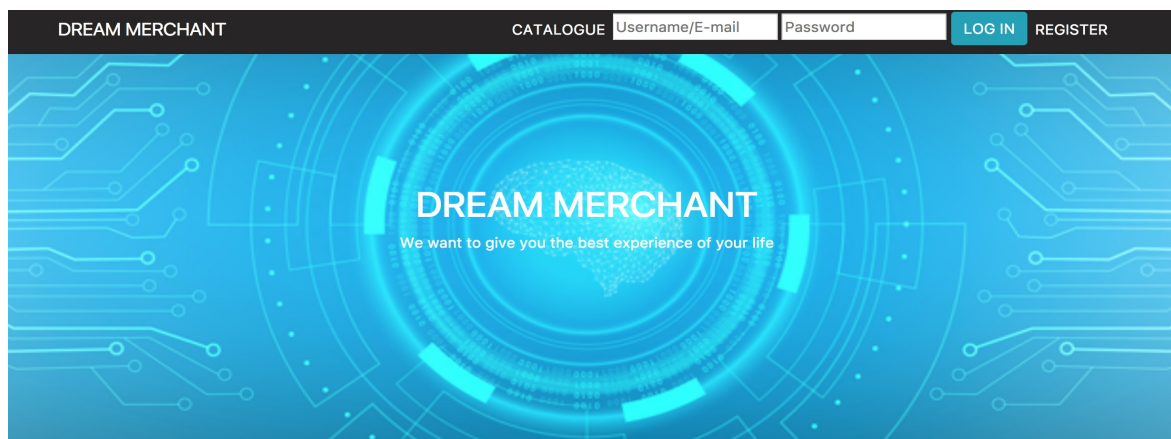 DREAM MERCHANT CATALOGUE Username/E-mail Password LOG IN REGISTER
DREAM MERCHANT
We want to give you the best experience of your life